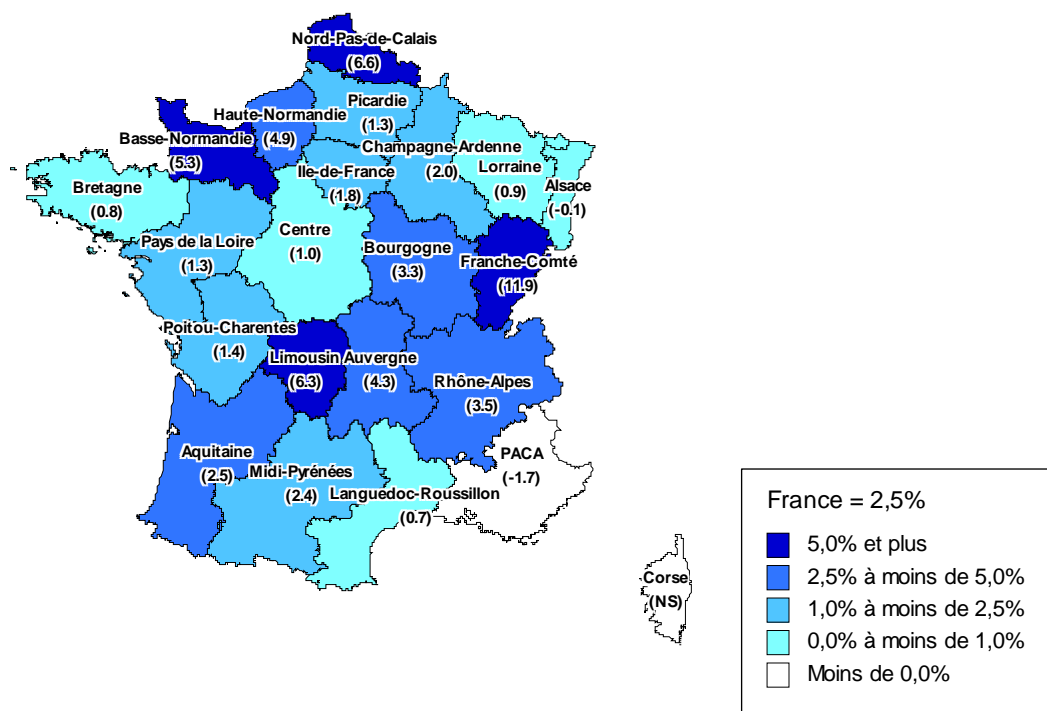 Nord-Pas-de-Calais
(6.6)
Picardie
(1.3)
Haute-Normandie
(4.9)
Basse-Normandie
(5.3)
Champagne-Ardenne
(2.0)
Ile-de-France
(1.8)
Lorraine
(0.9)
Alsace
(-0.1)
Bretagne
(0.8)
Pays de la Loire
(1.3)
Centre
(1.0)
Bourgogne
(3.3)
Franche-Comté
(11.9)
Poitou-Charentes
(1.4)
Limousin
(6.3)
Auvergne
(4.3)
Rhône-Alpes
(3.5)
Aquitaine
(2.5)
Midi-Pyrénées
(2.4)
Languedoc-Roussillon
(0.7)
PACA
(-1.7)
Corse
(NS)
France = 2,5%
5,0% et plus
2,5% à moins de 5,0%
1,0% à moins de 2,5%
0,0% à moins de 1,0%
Moins de 0,0%